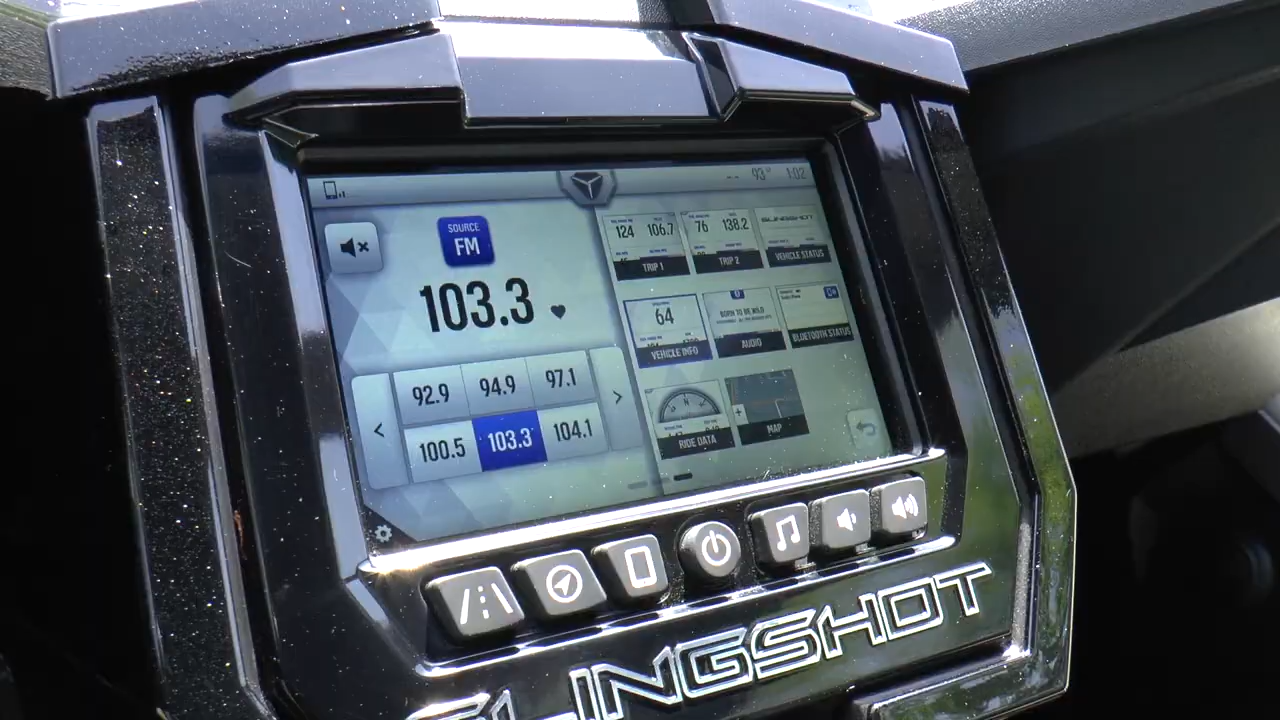 93° 1:02
SOURCE
FM
103.3
92.9 94.9 97.1
100.5 103.3 104.1
124 106.7
TRIP 1
76 138.2
TRIP 2
SLINGSHOT
VEHICLE STATUS
64
VEHICLE INFO
BORN TO BE WILD
AUDIO
BLUETOOTH STATUS
N
RIDE DATA
MAP
SLINGSHOT